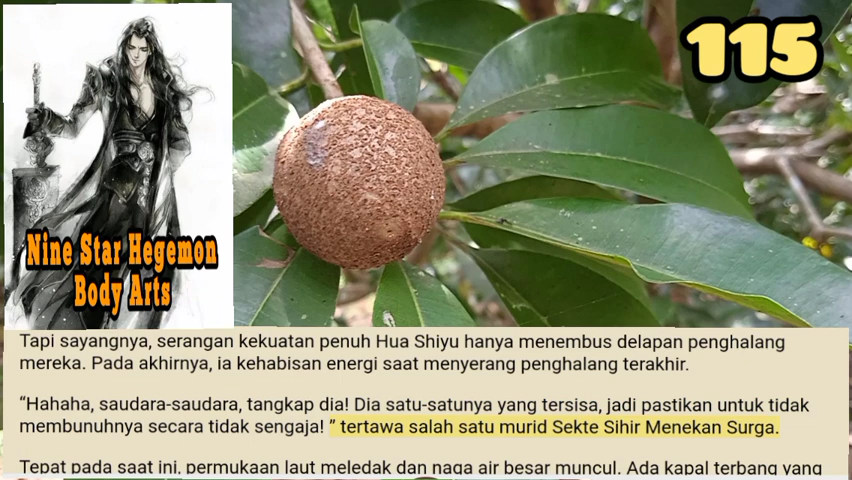 115
Nine Star Hegemon
Body Arts
Tapi sayangnya, serangan kekuatan penuh Hua Shiyu hanya menembus delapan penghalang
mereka. Pada akhirnya, ia kehabisan energi saat menyerang penghalang terakhir.
“Hahaha, saudara-saudara, tangkap dia! Dia satu-satunya yang tersisa, jadi pastikan untuk tidak
membunuhnya secara tidak sengaja! ” tertawa salah satu murid Sekte Sihir Menekan Surga.
Tepat pada saat ini, permukaan laut meledak dan naga air besar muncul. Ada kapal terbang yang